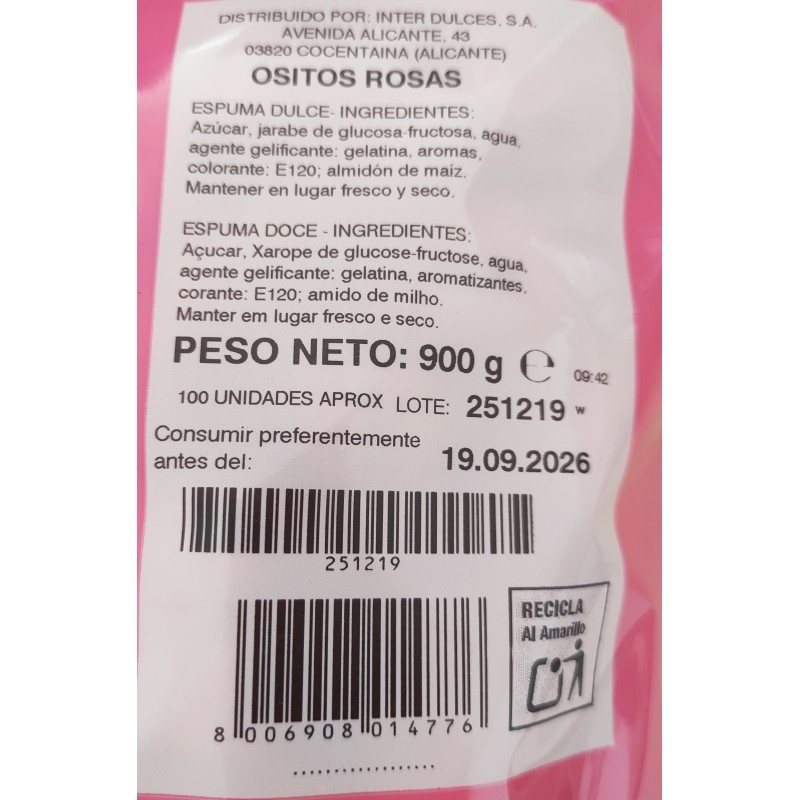 DISTRIBUIDO POR: INTER DULCES, S.A.
AVENIDA ALICANTE, 43
03820 COCENTAINA (ALICANTE)
OSITOS ROSAS
ESPUMA DULCE- INGREDIENTES:
Azúcar, jarabe de glucosa-fructosa, agua,
agente gelificante: gelatina, aromas,
colorante: E120; almidón de maíz.
Mantener en lugar fresco y seco.
ESPUMA DOCE - INGREDIENTES:
Açucar, Xarope de glucose-fructose, agua,
agente gelificante: gelatina, aromatizantes,
corante: E120; amido de milho.
Manter em lugar fresco e seco.
PESO NETO: 900 g ℮ 09:42
100 UNIDADES APROX LOTE: 251219 w
Consumir preferentemente
antes del: 19.09.2026
251219
RECICLA
Al Amarillo
8 006908 014776